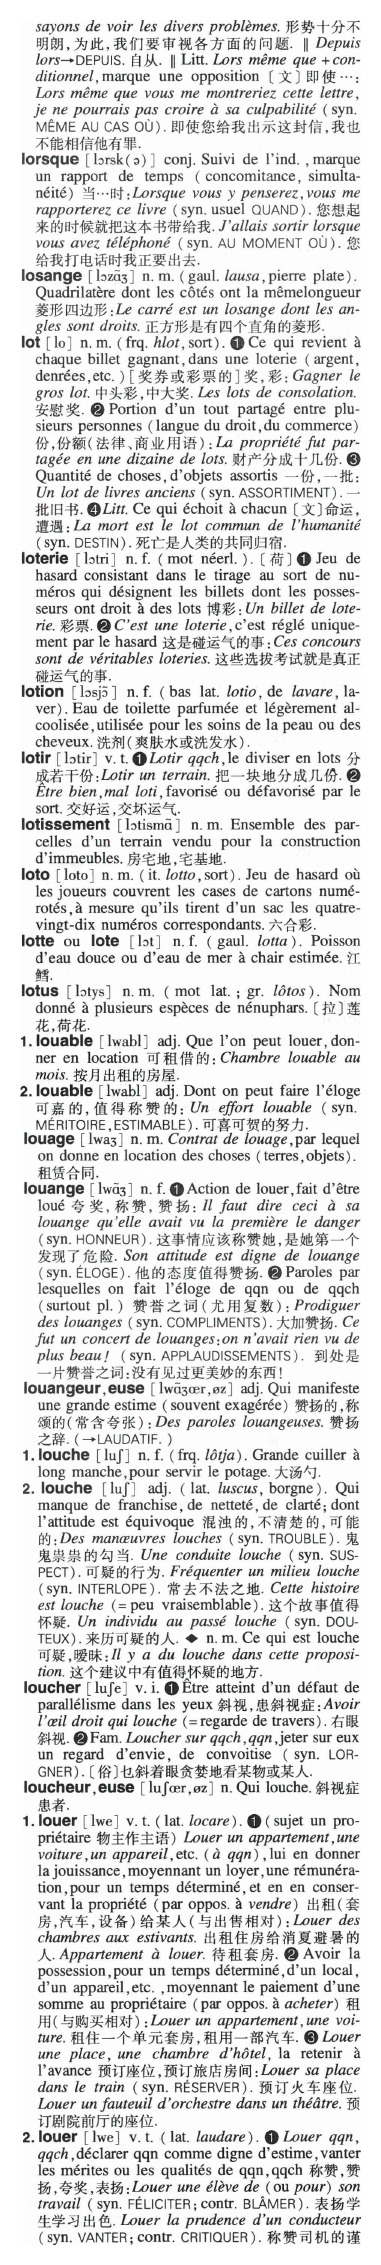 sayons de voir les divers problèmes. 形势十分不
明朗,为此,我们要审视各方面的问题. ‖ Depuis
lors→DEPUIS. 自从. ‖ Litt. Lors même que + con-
ditionnel, marque une opposition [文] 即使…:
Lors même que vous me montreriez cette lettre,
je ne pourrais pas croire à sa culpabilité (syn.
MÊME AU CAS OÙ). 即使您给我出示这封信,我也
不能相信他有罪.
lorsque [lɔrsk(ə)] conj. Suivi de l'ind. , marque
un rapport de temps (concomitance, simulta-
néité) 当…时:Lorsque vous y penserez,vous me
rapporterez ce livre (syn. usuel QUAND). 您想起
来的时候就把这本书带给我. J'allais sortir lorsque
vous avez téléphoné (syn. AU MOMENT OÙ). 您
给我打电话时我正要出去.
losange [lɔzɑ̃ʒ] n. m. (gaul. lausa,pierre plate).
Quadrilatère dont les côtés ont la mêmelongueur
菱形四边形:Le carré est un losange dont les an-
gles sont droits. 正方形是有四个直角的菱形.
lot [lo] n. m. (frq. hlot,sort). ❶ Ce qui revient à
chaque billet gagnant,dans une loterie (argent,
denrées,etc.) [奖券或彩票的]奖,彩:Gagner le
gros lot. 中头彩,中大奖. Les lots de consolation.
安慰奖. ❷ Portion d'un tout partagé entre plu-
sieurs personnes (langue du droit,du commerce)
份,份额(法律、商业用语):La propriété fut par-
tagée en une dizaine de lots. 财产分成十几份. ❸
Quantité de choses,d'objets assortis 一份,一批:
Un lot de livres anciens (syn. ASSORTIMENT). 一
批旧书. ❹Litt. Ce qui échoit à chacun [文]命运,
遭遇:La mort est le lot commun de l'humanité
(syn. DESTIN). 死亡是人类的共同归宿.
loterie [lɔtri] n. f. (mot néerl.). [荷] ❶ Jeu de
hasard consistant dans le tirage au sort de nu-
méros qui désignent les billets dont les posses-
seurs ont droit à des lots 博彩:Un billet de lote-
rie. 彩票. ❷ C'est une loterie,c'est réglé unique-
ment par le hasard 这是碰运气的事:Ces concours
sont de véritables loteries. 这些选拔考试就是真正
碰运气的事.
lotion [lɔsjɔ̃] n. f. (bas lat. lotio, de lavare, la-
ver). Eau de toilette parfumée et légèrement al-
coolisée,utilisée pour les soins de la peau ou des
cheveux. 洗剂(爽肤水或洗发水).
lotir [lɔtir] v. t. ❶ Lotir qqch,le diviser en lots 分
成若干份:Lotir un terrain. 把一块地分成几份. ❷
Être bien,mal loti, favorisé ou défavorisé par le
sort. 交好运,交坏运气.
lotissement [lɔtismɑ̃] n. m. Ensemble des par-
celles d'un terrain vendu pour la construction
d'immeubles. 房宅地,宅基地.
loto [loto] n. m. (it. lotto,sort). Jeu de hasard où
les joueurs couvrent les cases de cartons numé-
rotés,à mesure qu'ils tirent d'un sac les quatre-
vingt-dix numéros correspondants. 六合彩.
lotte ou lote [lɔt] n. f. (gaul. lotta). Poisson
d'eau douce ou d'eau de mer à chair estimée. 江
鳕.
lotus [lɔtys] n. m. (mot lat. ; gr. lôtos). Nom
donné à plusieurs espèces de nénuphars. [拉]莲
花,荷花.
1. louable [lwabl] adj. Que l'on peut louer,don-
ner en location 可租借的:Chambre louable au
mois. 按月出租的房屋.
2. louable [lwabl] adj. Dont on peut faire l'éloge
可嘉的,值得称赞的: Un effort louable (syn.
MÉRITOIRE,ESTIMABLE). 可喜可贺的努力.
louage [lwaʒ] n. m. Contrat de louage,par lequel
on donne en location des choses (terres,objets).
租赁合同.
louange [lwɑ̃ʒ] n. f. ❶ Action de louer,fait d'être
loué 夸奖,称赞,赞扬: Il faut dire ceci à sa
louange qu'elle avait vu la première le danger
(syn. HONNEUR). 这事情应该称赞她,是她第一个
发现了危险. Son attitude est digne de louange
(syn. ÉLOGE). 他的态度值得赞扬. ❷ Paroles par
lesquelles on fait l'éloge de qqn ou de qqch
(surtout pl.) 赞誉之词(尤用复数): Prodiguer
des louanges (syn. COMPLIMENTS). 大加赞扬. Ce
fut un concert de louanges:on n'avait rien vu de
plus beau! (syn. APPLAUDISSEMENTS). 到处是
一片赞誉之词:没有见过更美妙的东西!
louangeur,euse [lwɑ̃ʒœr,øz] adj. Qui manifeste
une grande estime (souvent exagérée) 赞扬的,称
颂的(常含夸张):Des paroles louangeuses. 赞扬
之辞. (→LAUDATIF. )
1. louche [luʃ] n. f. (frq. lôtja). Grande cuiller à
long manche,pour servir le potage. 大汤勺.
2. louche [luʃ] adj. (lat. luscus, borgne). Qui
manque de franchise, de netteté, de clarté; dont
l'attitude est équivoque 混浊的,不清楚的,可能
的:Des manœuvres louches (syn. TROUBLE). 鬼
鬼祟祟的勾当. Une conduite louche (syn. SUS-
PECT). 可疑的行为. Fréquenter un milieu louche
(syn. INTERLOPE). 常去不法之地. Cette histoire
est louche (= peu vraisemblable). 这个故事值得
怀疑. Un individu au passé louche (syn. DOU-
TEUX). 来历可疑的人. ◆ n. m. Ce qui est louche
可疑,暧昧:Il y a du louche dans cette proposi-
tion. 这个建议中有值得怀疑的地方.
loucher [luʃe] v. i. ❶ Être atteint d'un défaut de
parallélisme dans les yeux 斜视,患斜视症:Avoir
l'œil droit qui louche (=regarde de travers). 右眼
斜视. ❷ Fam. Loucher sur qqch,qqn,jeter sur eux
un regard d'envie, de convoitise (syn. LOR-
GNER). [俗]乜斜着眼贪婪地看某物或某人.
loucheur,euse [luʃœr,øz] n. Qui louche. 斜视症
患者.
1. louer [lwe] v. t. (lat. locare). ❶ (sujet un pro-
priétaire 物主作主语) Louer un appartement,une
voiture,un appareil,etc. (à qqn),lui en donner
la jouissance,moyennant un loyer,une rémunéra-
tion,pour un temps déterminé,et en en conser-
vant la propriété (par oppos. à vendre) 出租(套
房,汽车,设备)给某人(与出售相对):Louer des
chambres aux estivants. 出租住房给消夏避暑的
人. Appartement à louer. 待租套房. ❷ Avoir la
possession,pour un temps déterminé,d'un local,
d'un appareil,etc. ,moyennant le paiement d'une
somme au propriétaire (par oppos. à acheter) 租
用(与购买相对):Louer un appartement,une voi-
ture. 租住一个单元套房,租用一部汽车. ❸ Louer
une place, une chambre d'hôtel, la retenir à
l'avance 预订座位,预订旅店房间:Louer sa place
dans le train (syn. RÉSERVER). 预订火车座位.
Louer un fauteuil d'orchestre dans un théâtre. 预
订剧院前厅的座位.
2. louer [lwe] v. t. (lat. laudare). ❶ Louer qqn,
qqch,déclarer qqn comme digne d'estime,vanter
les mérites ou les qualités de qqn,qqch 称赞,赞
扬,夸奖,表扬:Louer une élève de (ou pour) son
travail (syn. FÉLICITER; contr. BLÂMER). 表扬学
生学习出色. Louer la prudence d'un conducteur
(syn. VANTER; contr. CRITIQUER). 称赞司机的谨